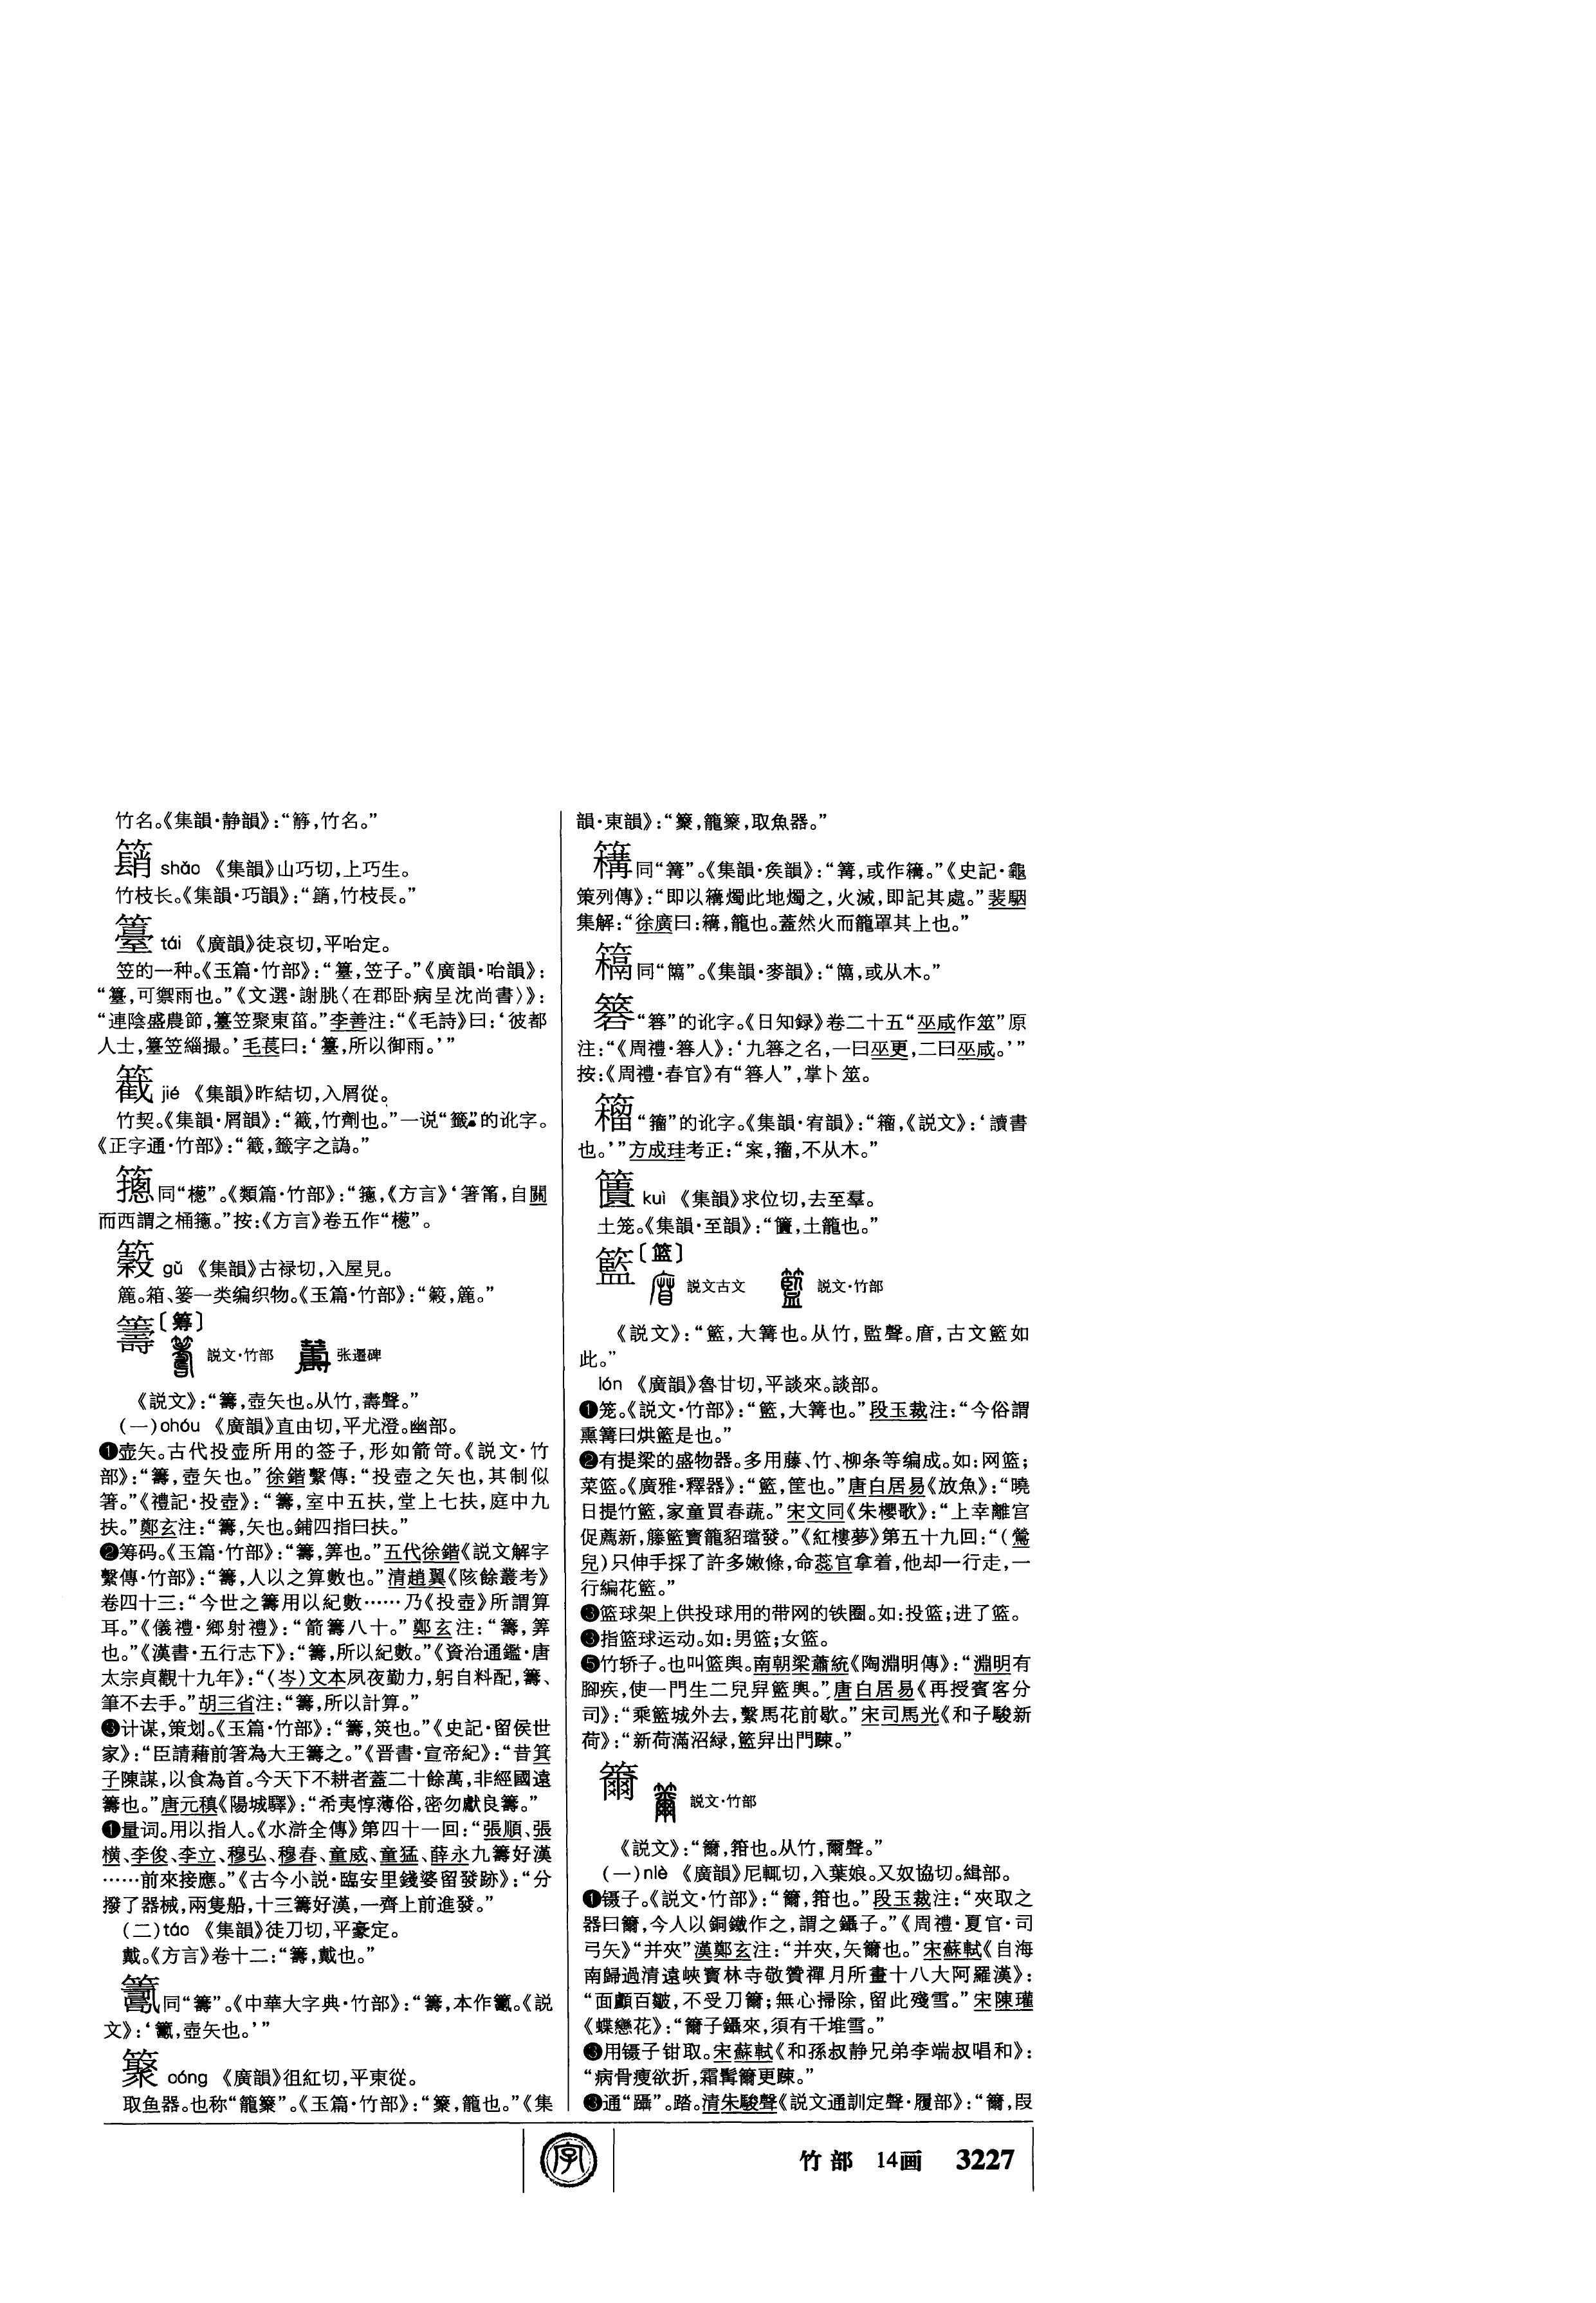 竹名。《集韻·静韻》：“竫，竹名。”
shǎo 《集韻》山巧切，上巧生。
竹枝长。《集韻·巧韻》：“，竹枝長。”
籉 tái 《廣韻》徒哀切，平咍定。
笠的一种。《玉篇·竹部》：“籉，笠子。”《廣韻·咍韻》：
“籉，可禦雨也。”《文選·謝朓〈在郡卧病呈沈尚書〉》：
“連陰盛農節，籉笠聚東菑。”李善注：“《毛詩》曰：‘彼都
人士，籉笠緇撮。’毛萇曰：‘籉，所以御雨。’”
jié 《集韻》昨結切，入屑從。
竹契。《集韻·屑韻》：“，竹劑也。”一说“籤”的讹字。
《正字通·竹部》：“，籤字之譌。”
同“檧”。《類篇·竹部》：“，《方言》‘箸筩，自關
而西謂之桶。”按：《方言》卷五作“檧”。
gǔ 《集韻》古禄切，入屋見。
簏。箱、篓一类编织物。《玉篇·竹部》：“，簏。”
籌〔筹〕
説文·竹部 张遷碑
《説文》：“籌，壺矢也。从竹，壽聲。”
（一）ohóu 《廣韻》直由切，平尤澄。幽部。
❶壶矢。古代投壶所用的签子，形如箭笴。《説文·竹
部》：“籌，壺矢也。”徐鍇繫傳：“投壺之矢也，其制似
箸。”《禮記·投壺》：“籌，室中五扶，堂上七扶，庭中九
扶。”鄭玄注：“籌，矢也。鋪四指曰扶。”
❷筹码。《玉篇·竹部》：“籌，筭也。”五代徐鍇《説文解字
繫傳·竹部》：“籌，人以之算數也。”清趙翼《陔餘叢考》
卷四十三：“今世之籌用以紀數……乃《投壺》所謂算
耳。”《儀禮·鄉射禮》：“箭籌八十。”鄭玄注：“籌，筭
也。”《漢書·五行志下》：“籌，所以紀數。”《資治通鑑·唐
太宗貞觀十九年》：“（岑）文本夙夜勤力，躬自料配，籌、
筆不去手。”胡三省注：“籌，所以計算。”
❸计谋，策划。《玉篇·竹部》：“籌，筴也。”《史記·留侯世
家》：“臣請藉前箸為大王籌之。”《晋書·宣帝紀》：“昔箕
子陳謀，以食為首。今天下不耕者蓋二十餘萬，非經國遠
籌也。”唐元稹《陽城驛》：“希夷惇薄俗，密勿獻良籌。”
❶量词。用以指人。《水滸全傳》第四十一回：“張順、張
横、李俊、李立、穆弘、穆春、童威、童猛、薛永九籌好漢
……前來接應。”《古今小説·臨安里錢婆留發跡》：“分
撥了器械，兩隻船，十三籌好漢，一齊上前進發。”
（二）táo 《集韻》徒刀切，平豪定。
戴。《方言》卷十二：“籌，戴也。”
同“籌”。《中華大字典·竹部》：“籌，本作。《説
文》：‘，壺矢也。’”
藂 oóng 《廣韻》徂紅切，平東從。
取鱼器。也称“籠”。《玉篇·竹部》：“，籠也。”《集
韻·東韻》：“，籠，取魚器。”
同“篝”。《集韻·矦韻》：“篝，或作。”《史記·龜
策列傳》：“即以燭此地燭之，火滅，即記其處。”裴駰
集解：“徐廣曰：，籠也。蓋然火而籠罩其上也。”
同“”。《集韻·麥韻》：“，或从木。”
“簭”的讹字。《日知録》卷二十五“巫咸作筮”原
注：“《周禮·簭人》：‘九簭之名，一曰巫更，二曰巫咸。’”
按：《周禮·春官》有“簭人”，掌卜筮。
“籀”的讹字。《集韻·宥韻》：“，《説文》：‘讀書
也。’”方成珪考正：“案，籀，不从木。”
kuì 《集韻》求位切，去至羣。
土笼。《集韻·至韻》：“，土籠也。”
籃〔篮〕
説文古文 説文·竹部
《説文》：“籃，大篝也。从竹，監聲。，古文籃如
此。”
lón 《廣韻》魯甘切，平談來。談部。
❶笼。《説文·竹部》：“籃，大篝也。”段玉裁注：“今俗謂
熏篝曰烘籃是也。”
❷有提梁的盛物器。多用藤、竹、柳条等编成。如：网篮；
菜篮。《廣雅·釋器》：“籃，筐也。”唐白居易《放魚》：“曉
日提竹籃，家童買春蔬。”宋文同《朱櫻歌》：“上幸離宫
促薦新，籐籃寶籠貂璫發。”《紅樓夢》第五十九回：“（鶯
兒）只伸手採了許多嫩條，命蕊官拿着，他却一行走，一
行編花籃。”
❸篮球架上供投球用的带网的铁圈。如：投篮；进了篮。
❸指篮球运动。如：男篮；女篮。
❺竹轿子。也叫篮舆。南朝梁蕭統《陶淵明傳》：“淵明有
腳疾，使一門生二兒舁籃輿。”唐白居易《再授賓客分
司》：“乘籃城外去，繫馬花前歇。”宋司馬光《和子駿新
荷》：“新荷滿沼緑，籃舁出門踈。”
籋 説文·竹部
《説文》：“籋，箝也。从竹，爾聲。”
（一）nlè 《廣韻》尼輒切，入葉娘。又奴協切。緝部。
❶镊子。《説文·竹部》：“籋，箝也。”段玉裁注：“夾取之
器曰籋，今人以銅鐵作之，謂之鑷子。”《周禮·夏官·司
弓矢》“并夾”漢鄭玄注：“并夾，矢籋也。”宋蘇軾《自海
南歸過清遠峽寶林寺敬贊禪月所畫十八大阿羅漢》：
“面顱百皺，不受刀籋；無心掃除，留此殘雪。”宋陳瓘
《蝶戀花》：“籋子鑷來，須有千堆雪。”
❸用镊子钳取。宋蘇軾《和孫叔静兄弟李端叔唱和》：
“病骨瘦欲折，霜髯籋更踈。”
❸通“躡”。踏。清朱駿聲《説文通訓定聲·履部》：“籋，叚
字
竹部 14画 3227